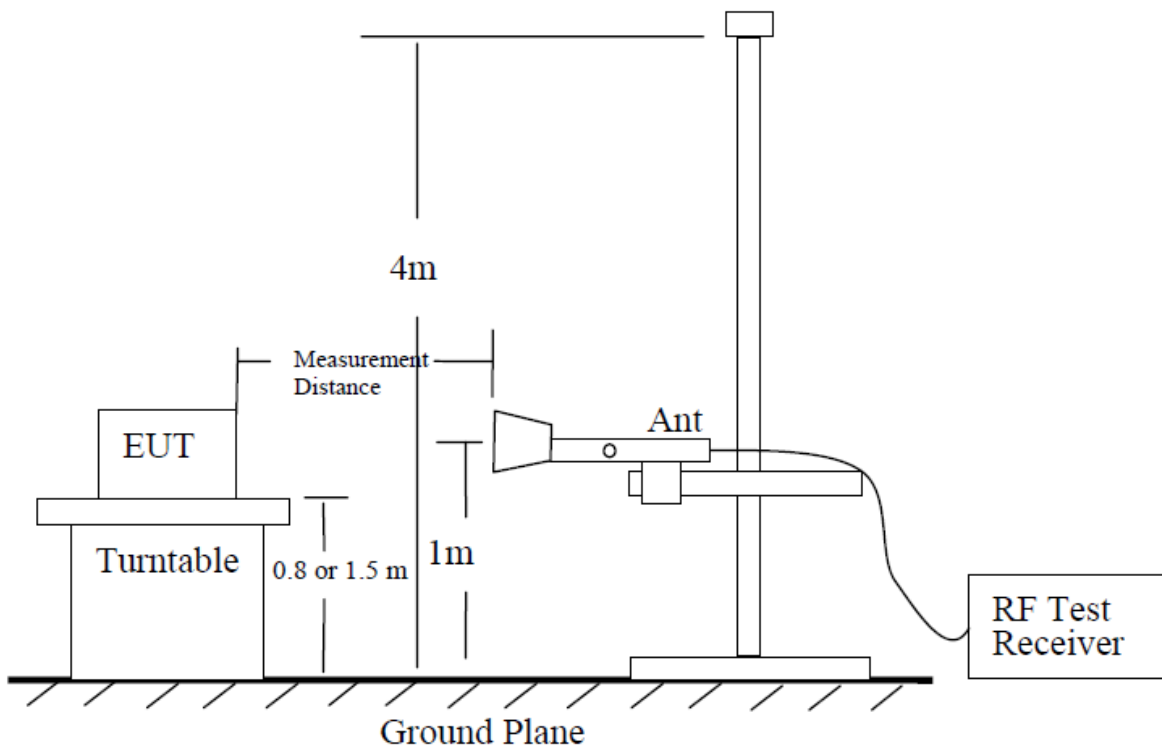 4m
Measurement
Distance
EUT
Ant
Turntable
0.8 or 1.5 m
1m
RF Test
Receiver
Ground Plane